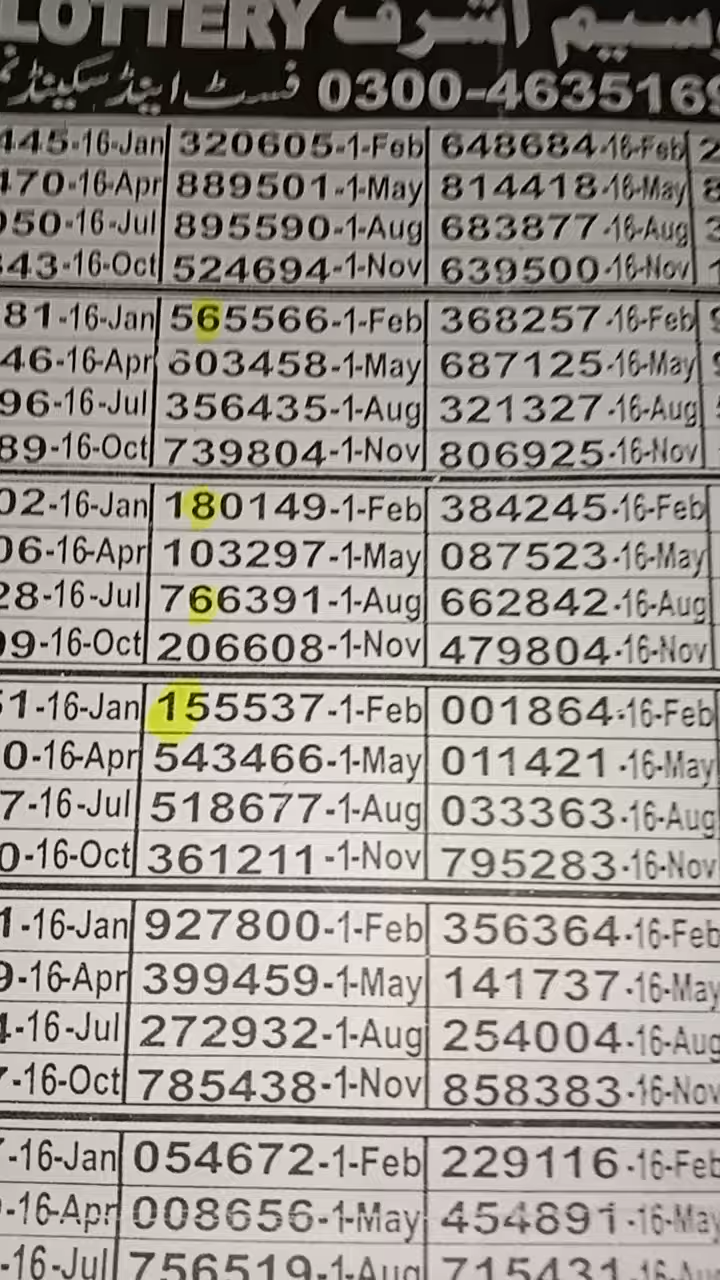 LOTTERY وسیم اشرف
فسٹ اینڈ سیکنڈ 0300-4635169
445-16-Jan 320605-1-Feb 648684-16-Feb 2
470-16-Apr 889501-1-May 814418-16-May
050-16-Jul 895590-1-Aug 683877-16-Aug 3
343-16-Oct 524694-1-Nov 639500-16-Nov 1
81-16-Jan 565566-1-Feb 368257-16-Feb 9
46-16-Apr 603458-1-May 687125-16-May
96-16-Jul 356435-1-Aug 321327-16-Aug
89-16-Oct 739804-1-Nov 806925-16-Nov
02-16-Jan 180149-1-Feb 384245-16-Feb
06-16-Apr 103297-1-May 087523-16-May
28-16-Jul 766391-1-Aug 662842-16-Aug
09-16-Oct 206608-1-Nov 479804-16-Nov
51-16-Jan 155537-1-Feb 001864-16-Feb
0-16-Apr 543466-1-May 011421-16-May
7-16-Jul 518677-1-Aug 033363-16-Aug
0-16-Oct 361211-1-Nov 795283-16-Nov
1-16-Jan 927800-1-Feb 356364-16-Feb
9-16-Apr 399459-1-May 141737-16-May
4-16-Jul 272932-1-Aug 254004-16-Aug
-16-Oct 785438-1-Nov 858383-16-Nov
-16-Jan 054672-1-Feb 229116-16-Feb
-16-Apr 008656-1-May 454891-16-May
-16-Jul 756519-1-Aug 715431-16-Aug